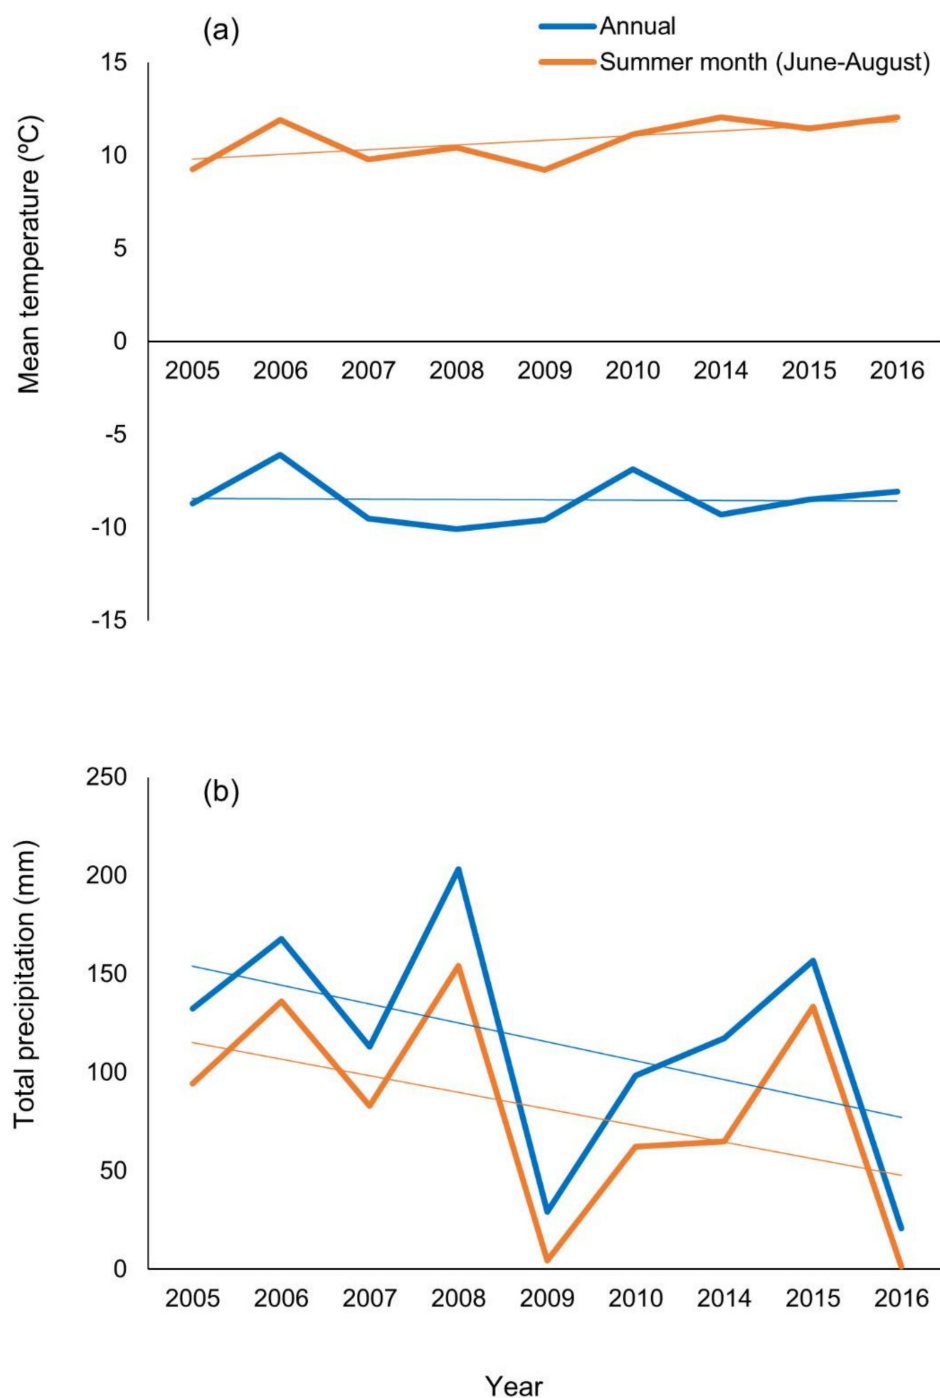 (a)
Annual
Summer month (June-August)
Mean temperature (ºC)
15
10
5
0
-5
-10
-15
2005 2006 2007 2008 2009 2010 2014 2015 2016
(b)
Total precipitation (mm)
250
200
150
100
50
0
2005 2006 2007 2008 2009 2010 2014 2015 2016
Year